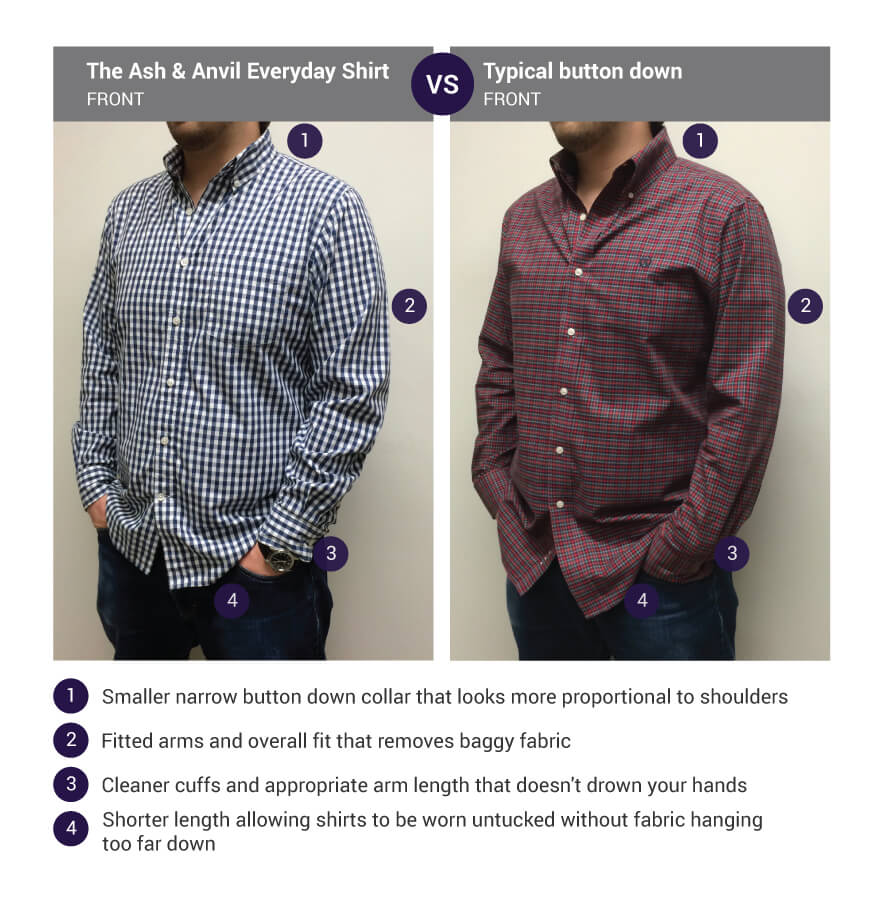 The Ash & Anvil Everyday Shirt
FRONT
VS
Typical button down
FRONT
1
2
3
4
1
2
3
4
1 Smaller narrow button down collar that looks more proportional to shoulders
2 Fitted arms and overall fit that removes baggy fabric
3 Cleaner cuffs and appropriate arm length that doesn't drown your hands
4 Shorter length allowing shirts to be worn untucked without fabric hanging
too far down